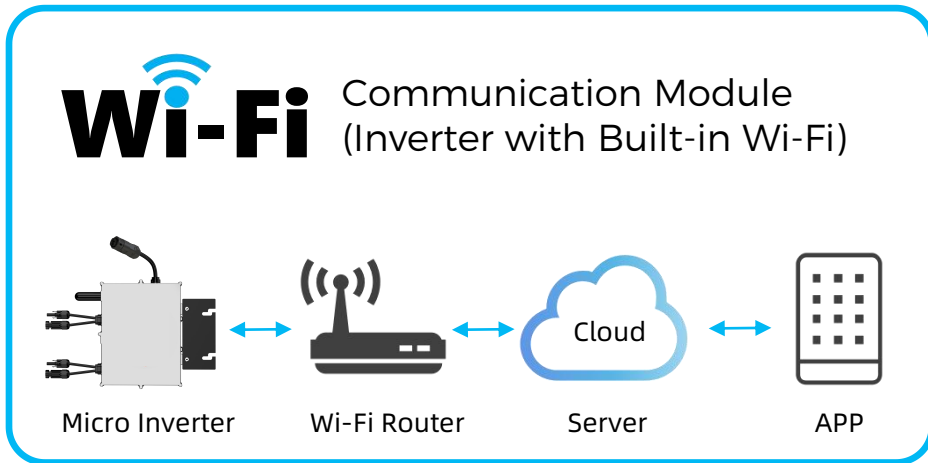 Wi-Fi
Communication Module
(Inverter with Built-in Wi-Fi)
Cloud
Micro Inverter
Wi-Fi Router
Server
APP